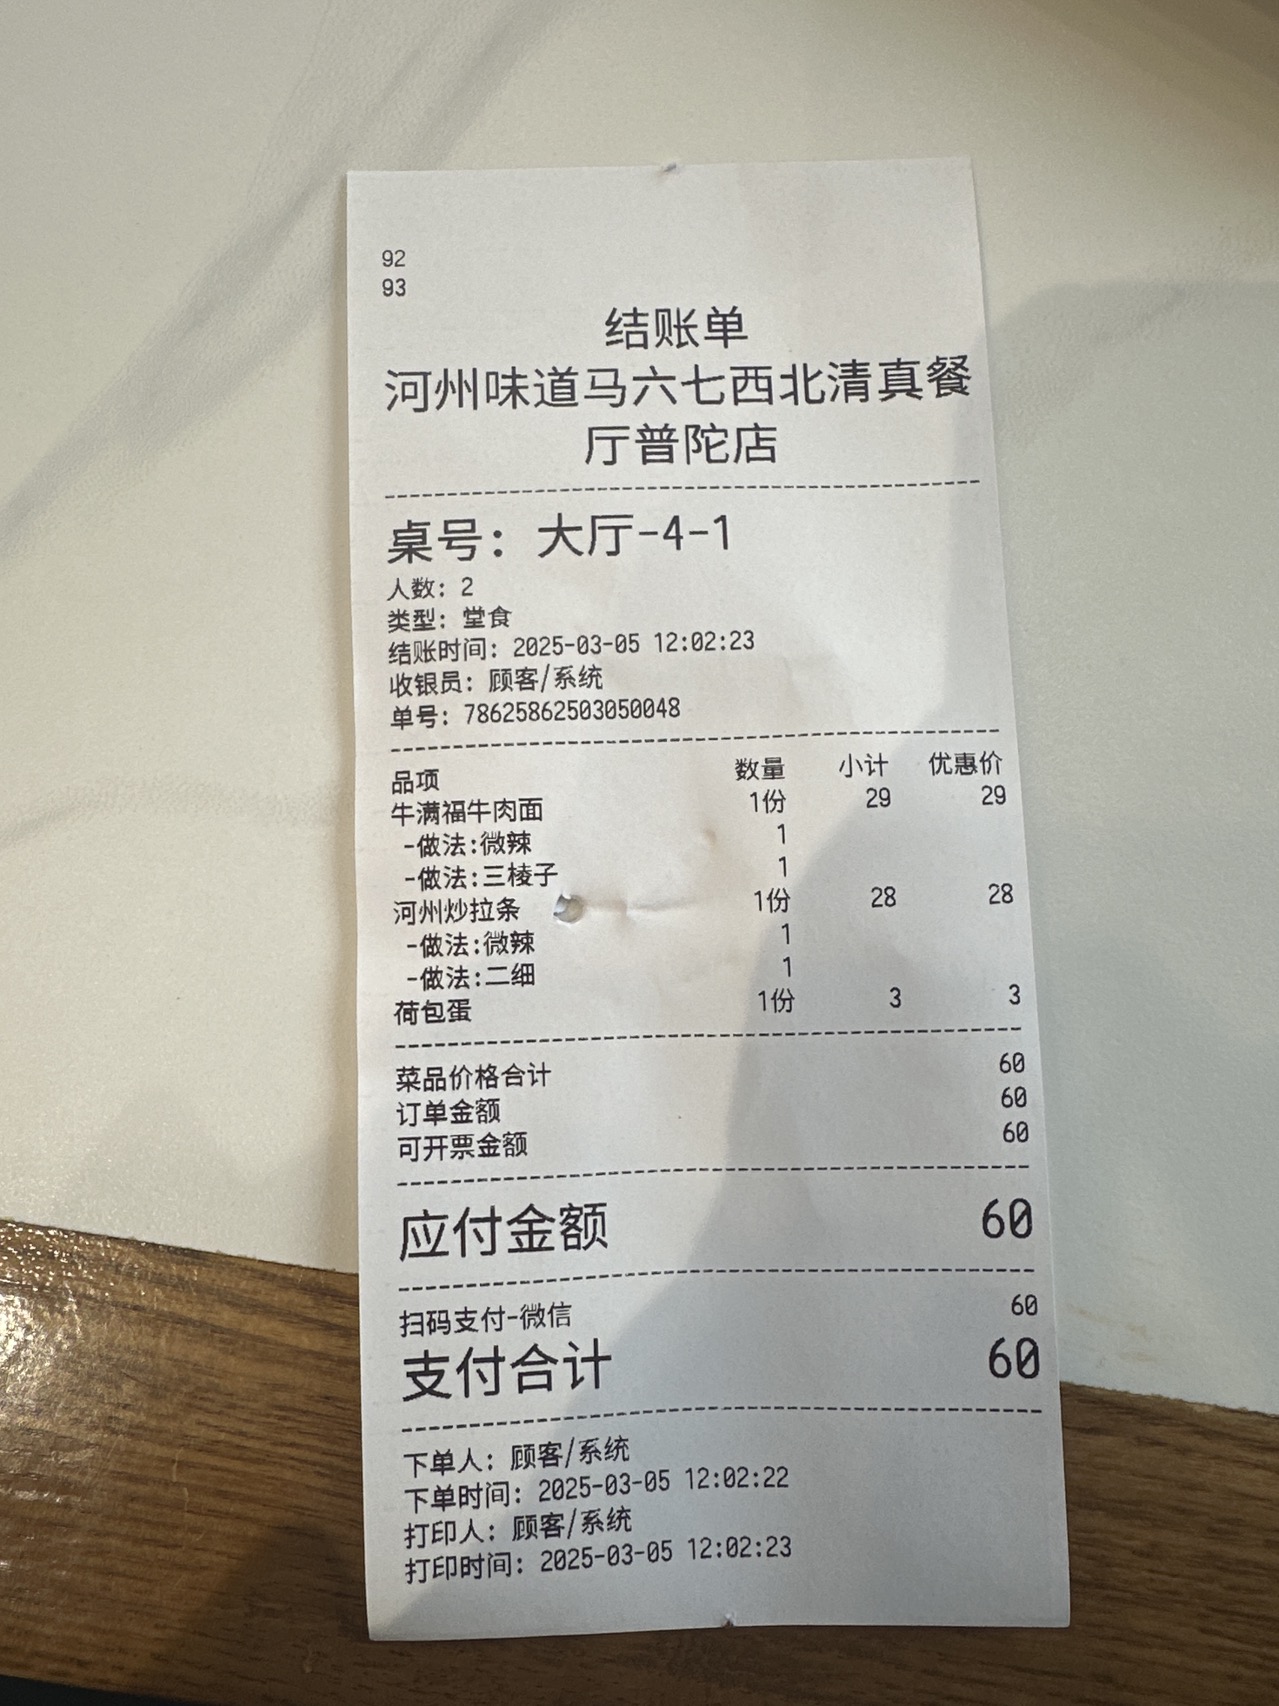 92
93
结账单
河州味道马六七西北清真餐
厅普陀店
桌号：大厅-4-1
人数：2
类型：堂食
结账时间：2025-03-05 12:02:23
收银员：顾客/系统
单号：78625862503050048
品项 数量 小计 优惠价
牛满福牛肉面 1份 29 29
-做法:微辣 1
-做法:三棱子 1
河州炒拉条 1份 28 28
-做法:微辣 1
-做法:二细 1
荷包蛋 1份 3 3
菜品价格合计 60
订单金额 60
可开票金额 60
应付金额 60
扫码支付-微信 60
支付合计 60
下单人：顾客/系统
下单时间：2025-03-05 12:02:22
打印人：顾客/系统
打印时间：2025-03-05 12:02:23